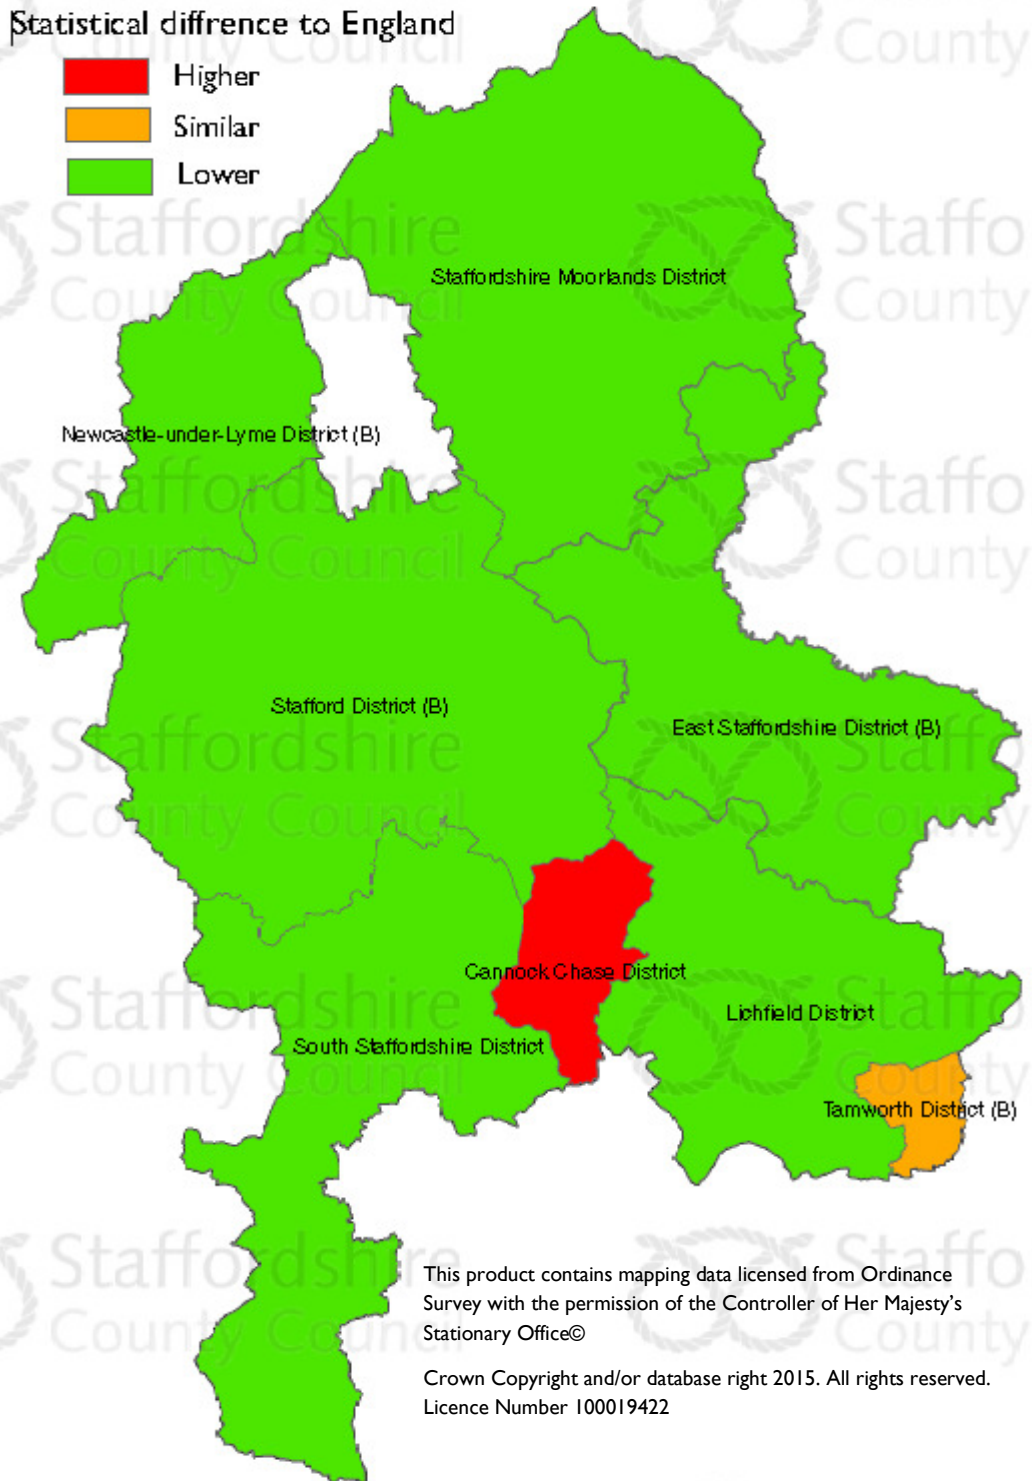 Statistical diffrence to England
Higher
Similar
Lower
Staffordshire Moorlands District
Newcastle-under-Lyme District (B)
Stafford District (B)
East Staffordshire District (B)
Cannock Chase District
Lichfield District
South Staffordshire District
Tamworth District (B)
This product contains mapping data licensed from Ordinance
Survey with the permission of the Controller of Her Majesty's
Stationary Office©
Crown Copyright and/or database right 2015. All rights reserved.
Licence Number 100019422
Staffordshire
County Council